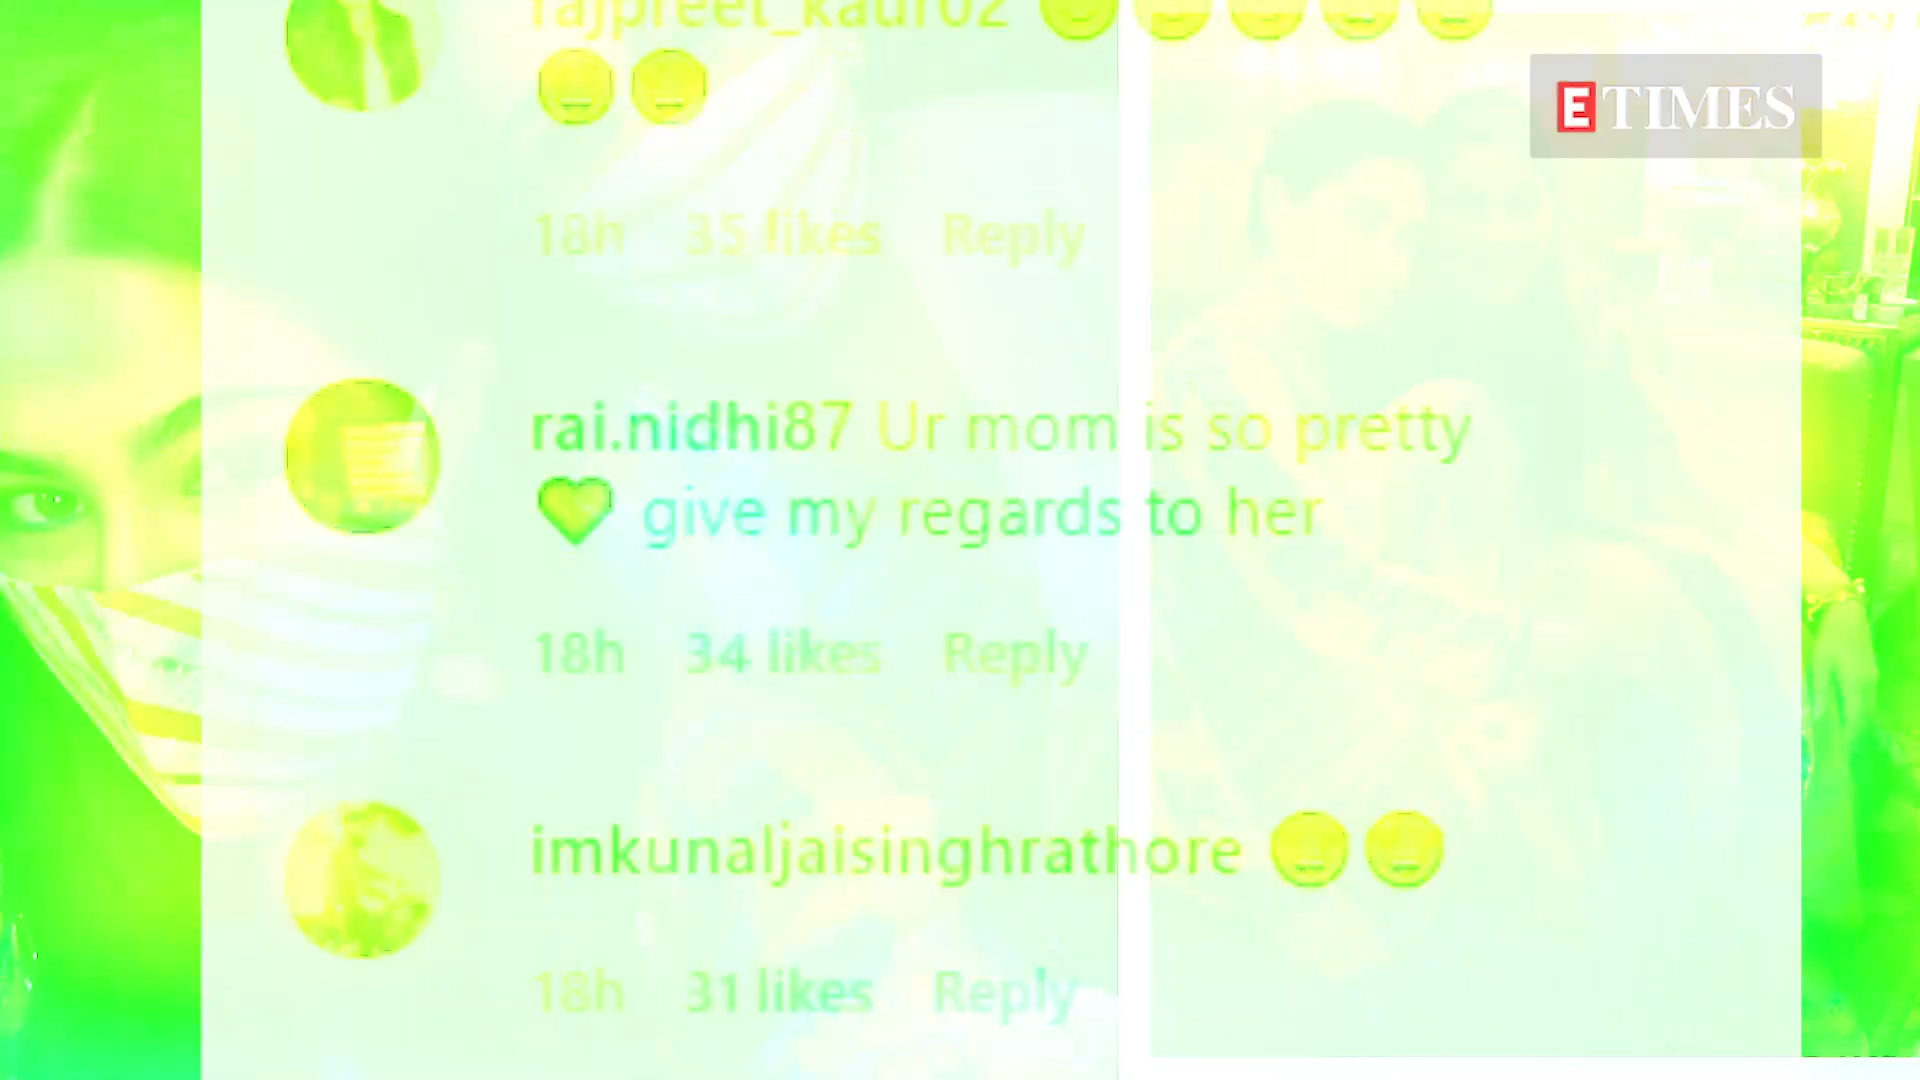 rajpreet_kaur02
ETIMES
18h 35 likes Reply
rai.nidhi87 Ur mom is so pretty
give my regards to her
18h 34 likes Reply
imkunaljaisinghrathore
18h 31 likes Reply